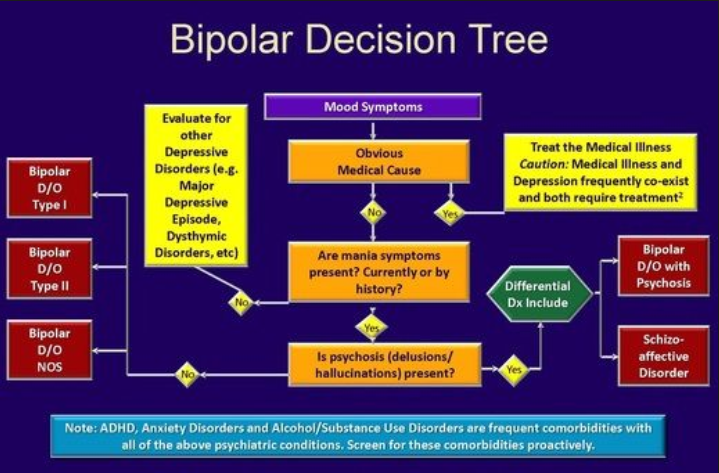 Bipolar Decision Tree
Mood Symptoms
Obvious
Medical Cause
No
Yes
Treat the Medical Illness
Caution: Medical Illness and
Depression frequently co-exist
and both require treatment²
Evaluate for
other
Depressive
Disorders (e.g.
Major
Depressive
Episode,
Dysthymic
Disorders, etc)
Are mania symptoms
present? Currently or by
history?
No
Yes
Is psychosis (delusions/
hallucinations) present?
No
Yes
Bipolar
D/O
Type I
Bipolar
D/O
Type II
Bipolar
D/O
NOS
Differential
Dx Include
Bipolar
D/O with
Psychosis
Schizo-
affective
Disorder
Note: ADHD, Anxiety Disorders and Alcohol/Substance Use Disorders are frequent comorbidities with
all of the above psychiatric conditions. Screen for these comorbidities proactively.